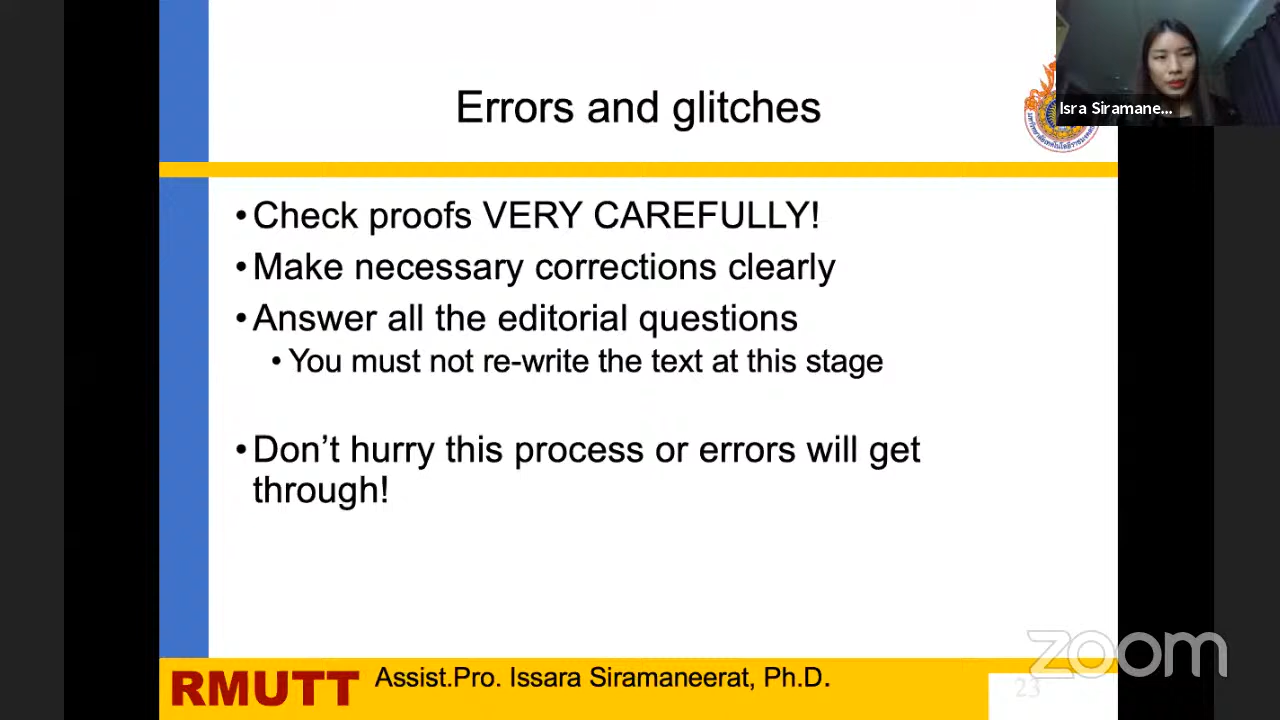 Errors and glitches
Isra Siramane...
• Check proofs VERY CAREFULLY!
• Make necessary corrections clearly
• Answer all the editorial questions
• You must not re-write the text at this stage
• Don’t hurry this process or errors will get
through!
zoom
RMUTT
Assist.Pro. Issara Siramaneerat, Ph.D.
23